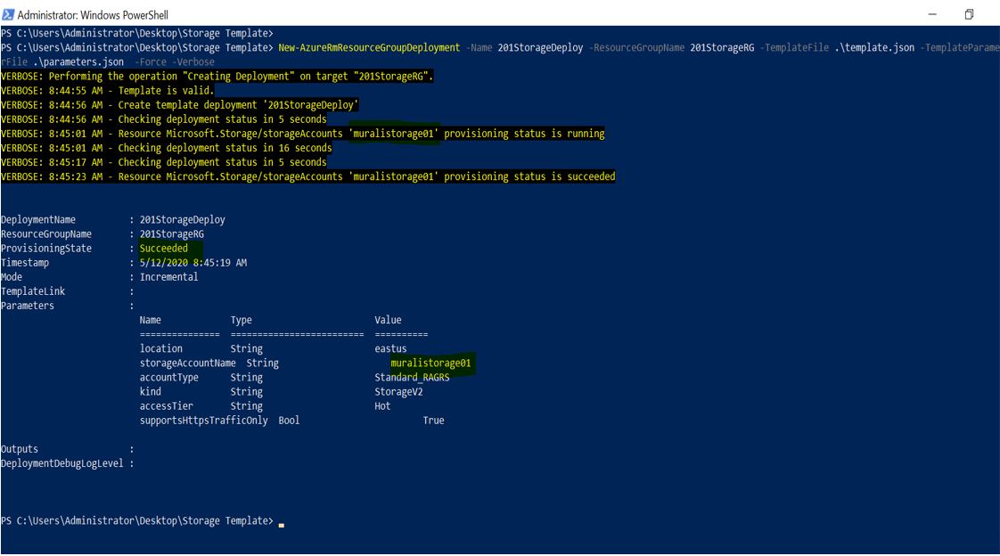 Administrator: Windows PowerShell
PS C:\Users\Administrator\Desktop\Storage Template>
PS C:\Users\Administrator\Desktop\Storage Template> New-AzureRmResourceGroupDeployment -Name 201StorageDeploy -ResourceGroupName 201StorageRG -TemplateFile .\template.json -TemplateParame
rFile .\parameters.json -Force -Verbose
VERBOSE: Performing the operation "Creating Deployment" on target "201StorageRG".
VERBOSE: 8:44:55 AM - Template is valid.
VERBOSE: 8:44:56 AM - Create template deployment '201StorageDeploy'
VERBOSE: 8:44:56 AM - Checking deployment status in 5 seconds
VERBOSE: 8:45:01 AM - Resource Microsoft.Storage/storageAccounts 'muralistorage01' provisioning status is running
VERBOSE: 8:45:01 AM - Checking deployment status in 16 seconds
VERBOSE: 8:45:17 AM - Checking deployment status in 5 seconds
VERBOSE: 8:45:23 AM - Resource Microsoft.Storage/storageAccounts 'muralistorage01' provisioning status is succeeded
DeploymentName : 201StorageDeploy
ResourceGroupName : 201StorageRG
ProvisioningState : Succeeded
Timestamp : 5/12/2020 8:45:19 AM
Mode : Incremental
TemplateLink :
Parameters :
Name Type Value
=============== ========================= ==========
location String eastus
storageAccountName String muralistorage01
accountType String Standard_RAGRS
kind String StorageV2
accessTier String Hot
supportsHttpsTrafficOnly Bool True
Outputs :
DeploymentDebugLogLevel :
PS C:\Users\Administrator\Desktop\Storage Template>